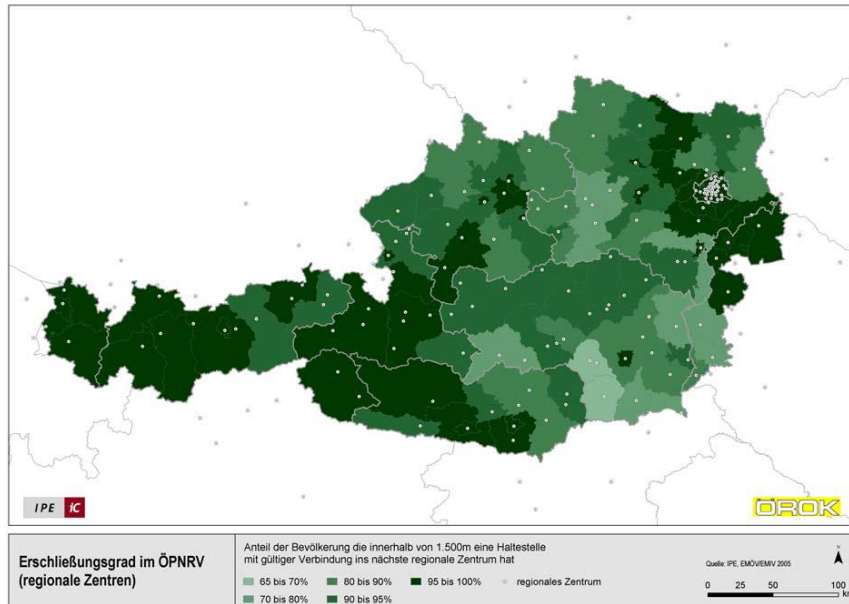 IPE iC
ÖROK
Erschließungsgrad im ÖPNRV
(regionale Zentren)
Anteil der Bevölkerung die innerhalb von 1.500m eine Haltestelle
mit gültiger Verbindung ins nächste regionale Zentrum hat
65 bis 70% 80 bis 90% 95 bis 100% regionales Zentrum
70 bis 80% 90 bis 95%
Quelle: IPE, EMÖV/EMIV 2005
N
0 25 50 100
km